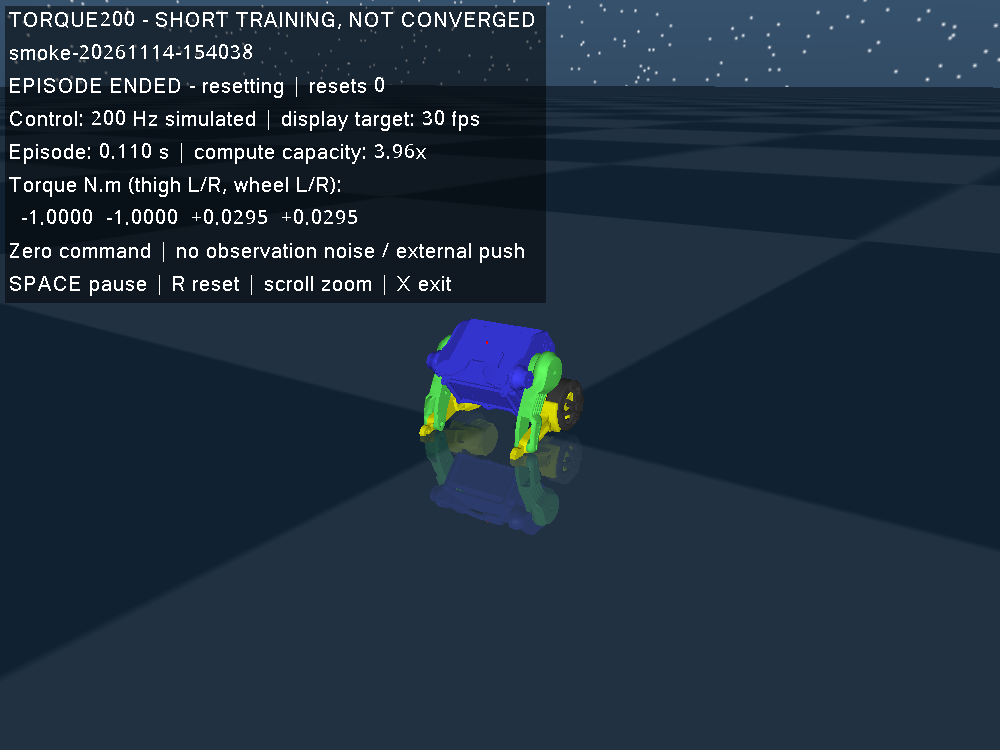 TORQUE200 - SHORT TRAINING, NOT CONVERGED
smoke-20261114-154038
EPISODE ENDED - resetting | resets 0
Control: 200 Hz simulated | display target: 30 fps
Episode: 0.110 s | compute capacity: 3.96x
Torque N.m (thigh L/R, wheel L/R):
-1.0000 -1.0000 +0.0295 +0.0295
Zero command | no observation noise / external push
SPACE pause | R reset | scroll zoom | X exit